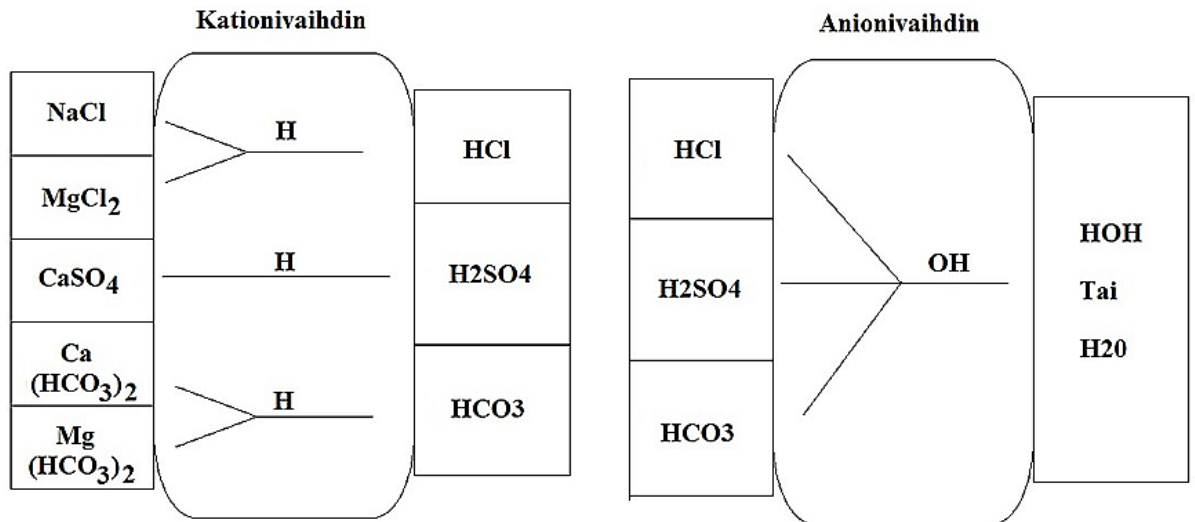 Kationivaihdin
NaCl
MgCl2
CaSO4
Ca
(HCO3)2
Mg
(HCO3)2
H
H
H
HCl
H2SO4
HCO3
Anionivaihdin
HCl
H2SO4
HCO3
OH
HOH
Tai
H20